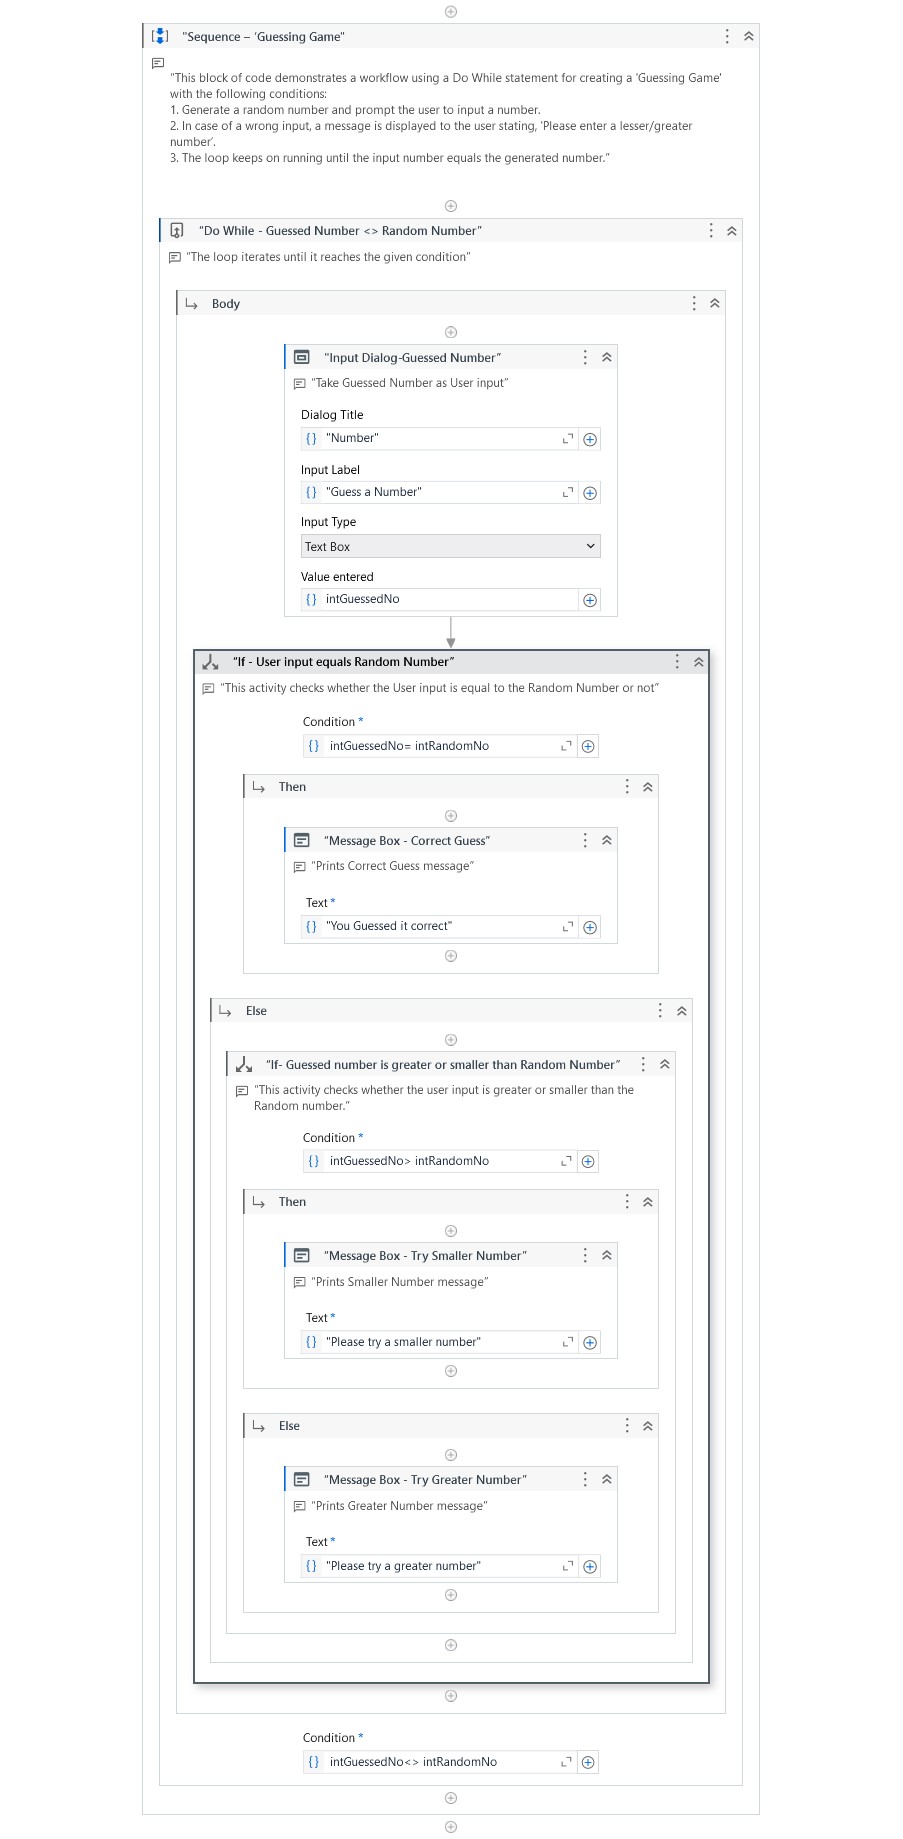 "Sequence – ‘Guessing Game"
"This block of code demonstrates a workflow using a Do While statement for creating a 'Guessing Game'
with the following conditions:
1. Generate a random number and prompt the user to input a number.
2. In case of a wrong input, a message is displayed to the user stating, 'Please enter a lesser/greater
number'.
3. The loop keeps on running until the input number equals the generated number."
"Do While - Guessed Number <> Random Number"
"The loop iterates until it reaches the given condition"
Body
"Input Dialog-Guessed Number"
"Take Guessed Number as User input"
Dialog Title
{} "Number"
Input Label
{} "Guess a Number"
Input Type
Text Box
Value entered
{} intGuessedNo
"If - User input equals Random Number"
"This activity checks whether the User input is equal to the Random Number or not"
Condition *
{} intGuessedNo= intRandomNo
Then
"Message Box - Correct Guess"
"Prints Correct Guess message"
Text *
{} "You Guessed it correct"
Else
"If- Guessed number is greater or smaller than Random Number"
"This activity checks whether the user input is greater or smaller than the
Random number."
Condition *
{} intGuessedNo> intRandomNo
Then
"Message Box - Try Smaller Number"
"Prints Smaller Number message"
Text *
{} "Please try a smaller number"
Else
"Message Box - Try Greater Number"
"Prints Greater Number message"
Text *
{} "Please try a greater number"
Condition *
{} intGuessedNo<> intRandomNo